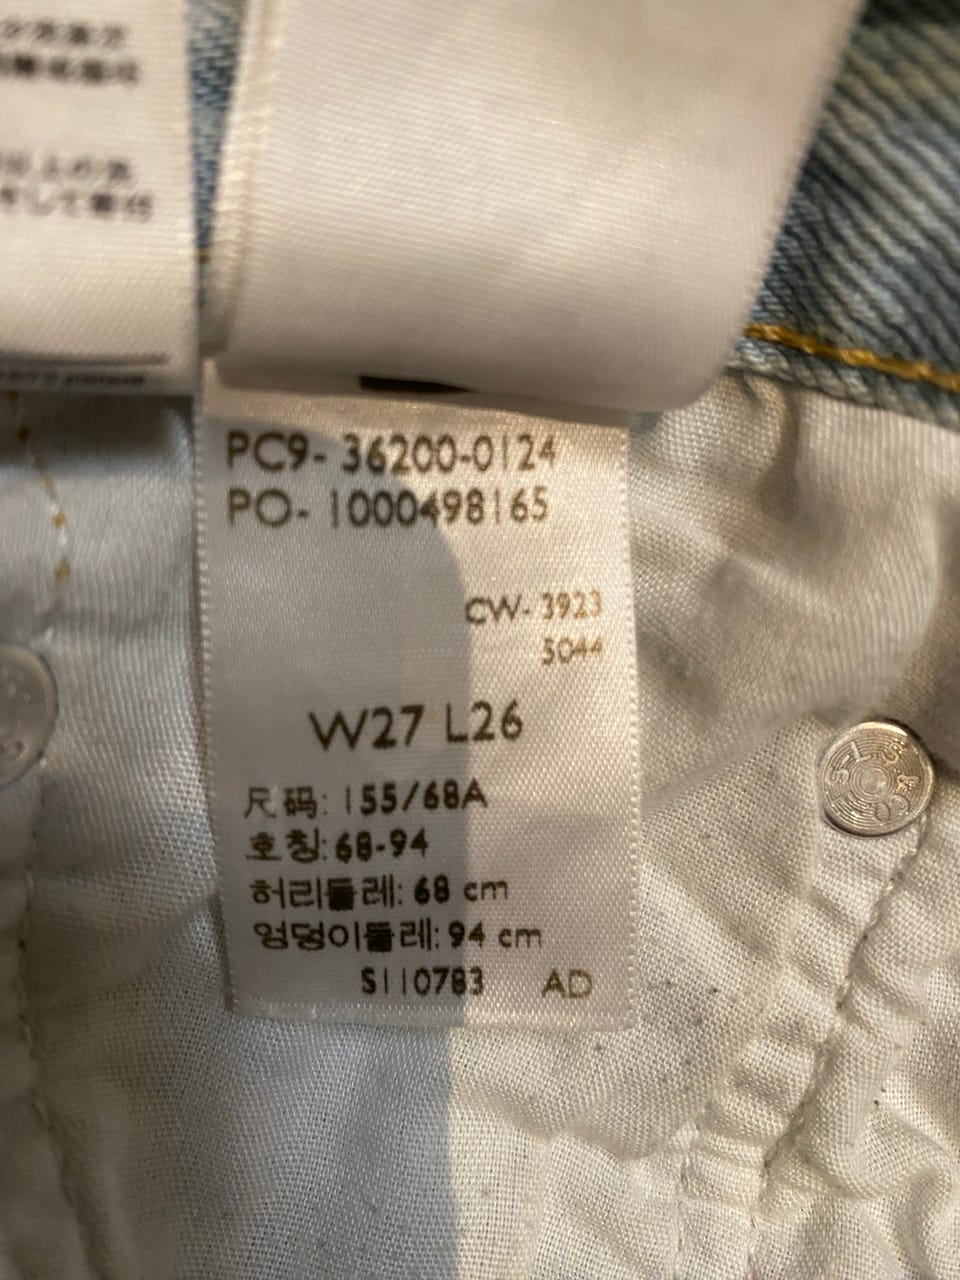 PC9- 36200-0124
PO- 1000498165
CW- 3923
5044
W27 L26
尺码: 155/68A
호칭: 68-94
허리둘레: 68 cm
엉덩이둘레: 94 cm
S110783 AD